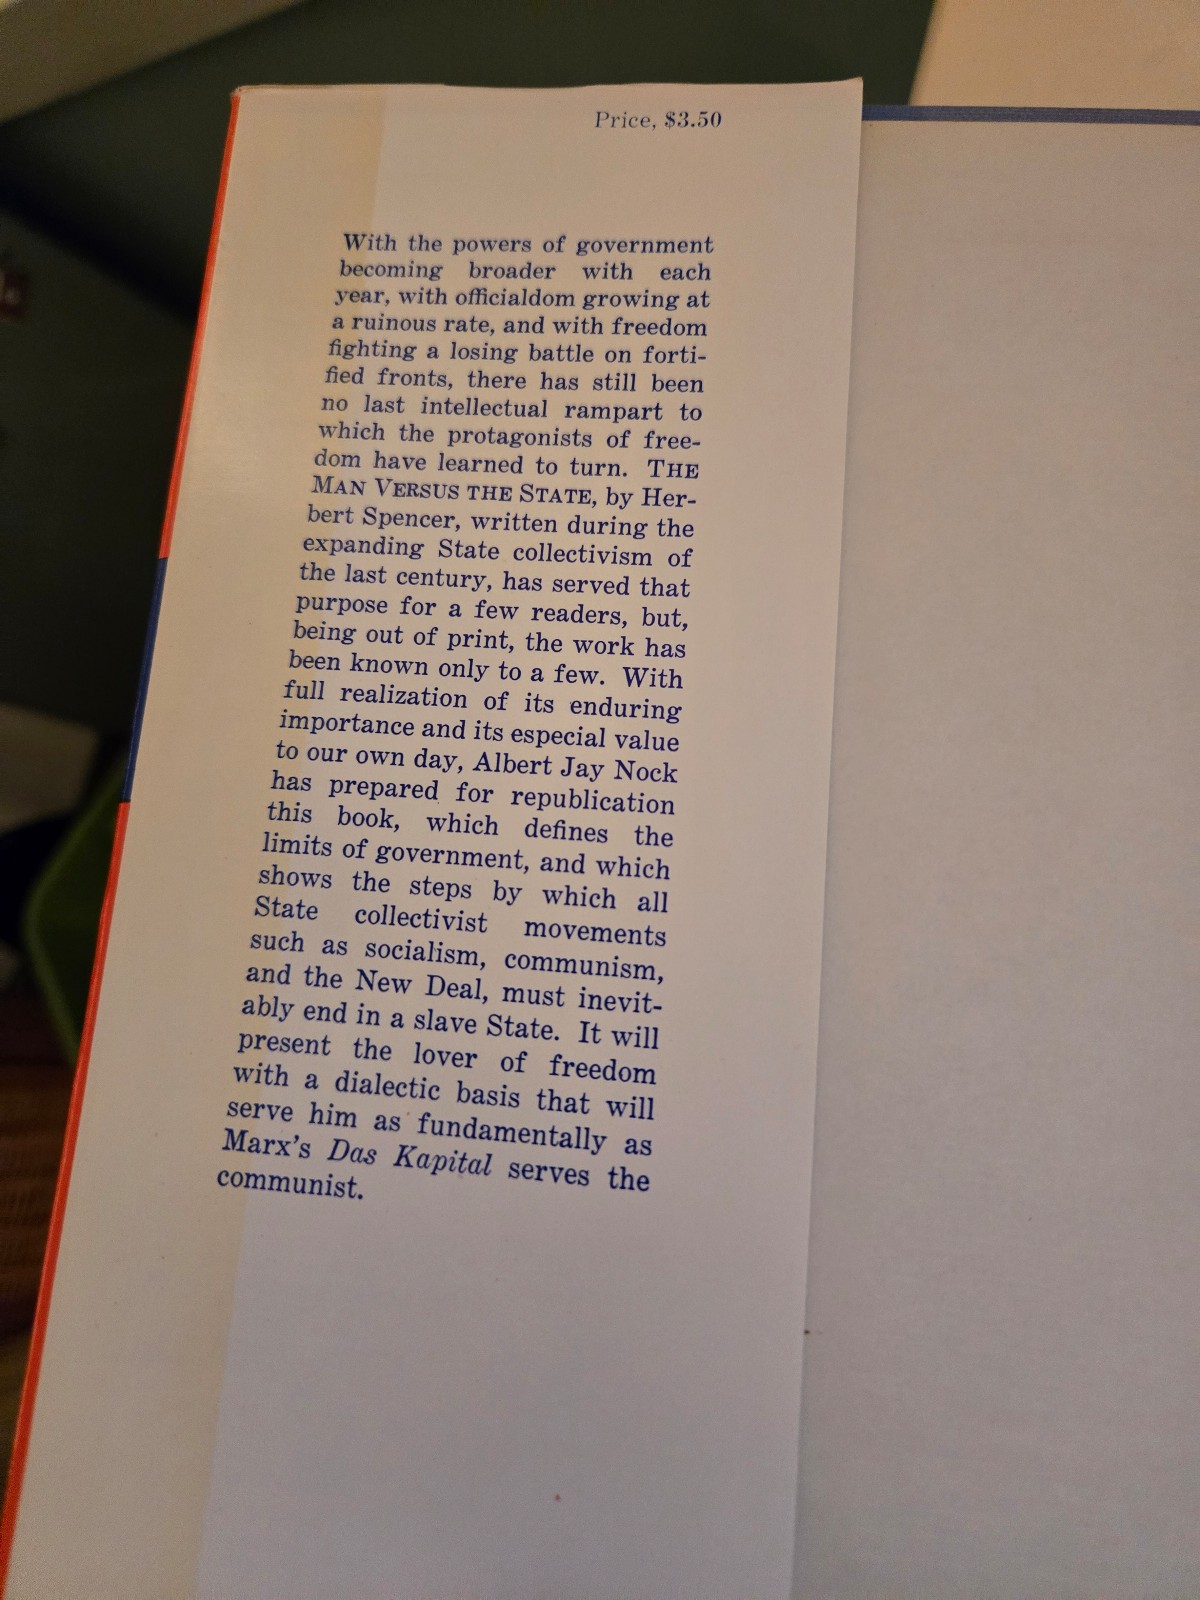 Price, $3.50
With the powers of government
becoming broader with each
year, with officialdom growing at
a ruinous rate, and with freedom
fighting a losing battle on forti-
fied fronts, there has still been
no last intellectual rampart to
which the protagonists of free-
dom have learned to turn. THE
MAN VERSUS THE STATE, by Her-
bert Spencer, written during the
expanding State collectivism of
the last century, has served that
purpose for a few readers, but,
being out of print, the work has
been known only to a few. With
full realization of its enduring
importance and its especial value
to our own day, Albert Jay Nock
has prepared for republication
this book, which defines the
limits of government, and which
shows the steps by which all
State collectivist movements
such as socialism, communism,
and the New Deal, must inevit-
ably end in a slave State. It will
present the lover of freedom
with a dialectic basis that will
serve him as fundamentally as
Marx's Das Kapital serves the
communist.